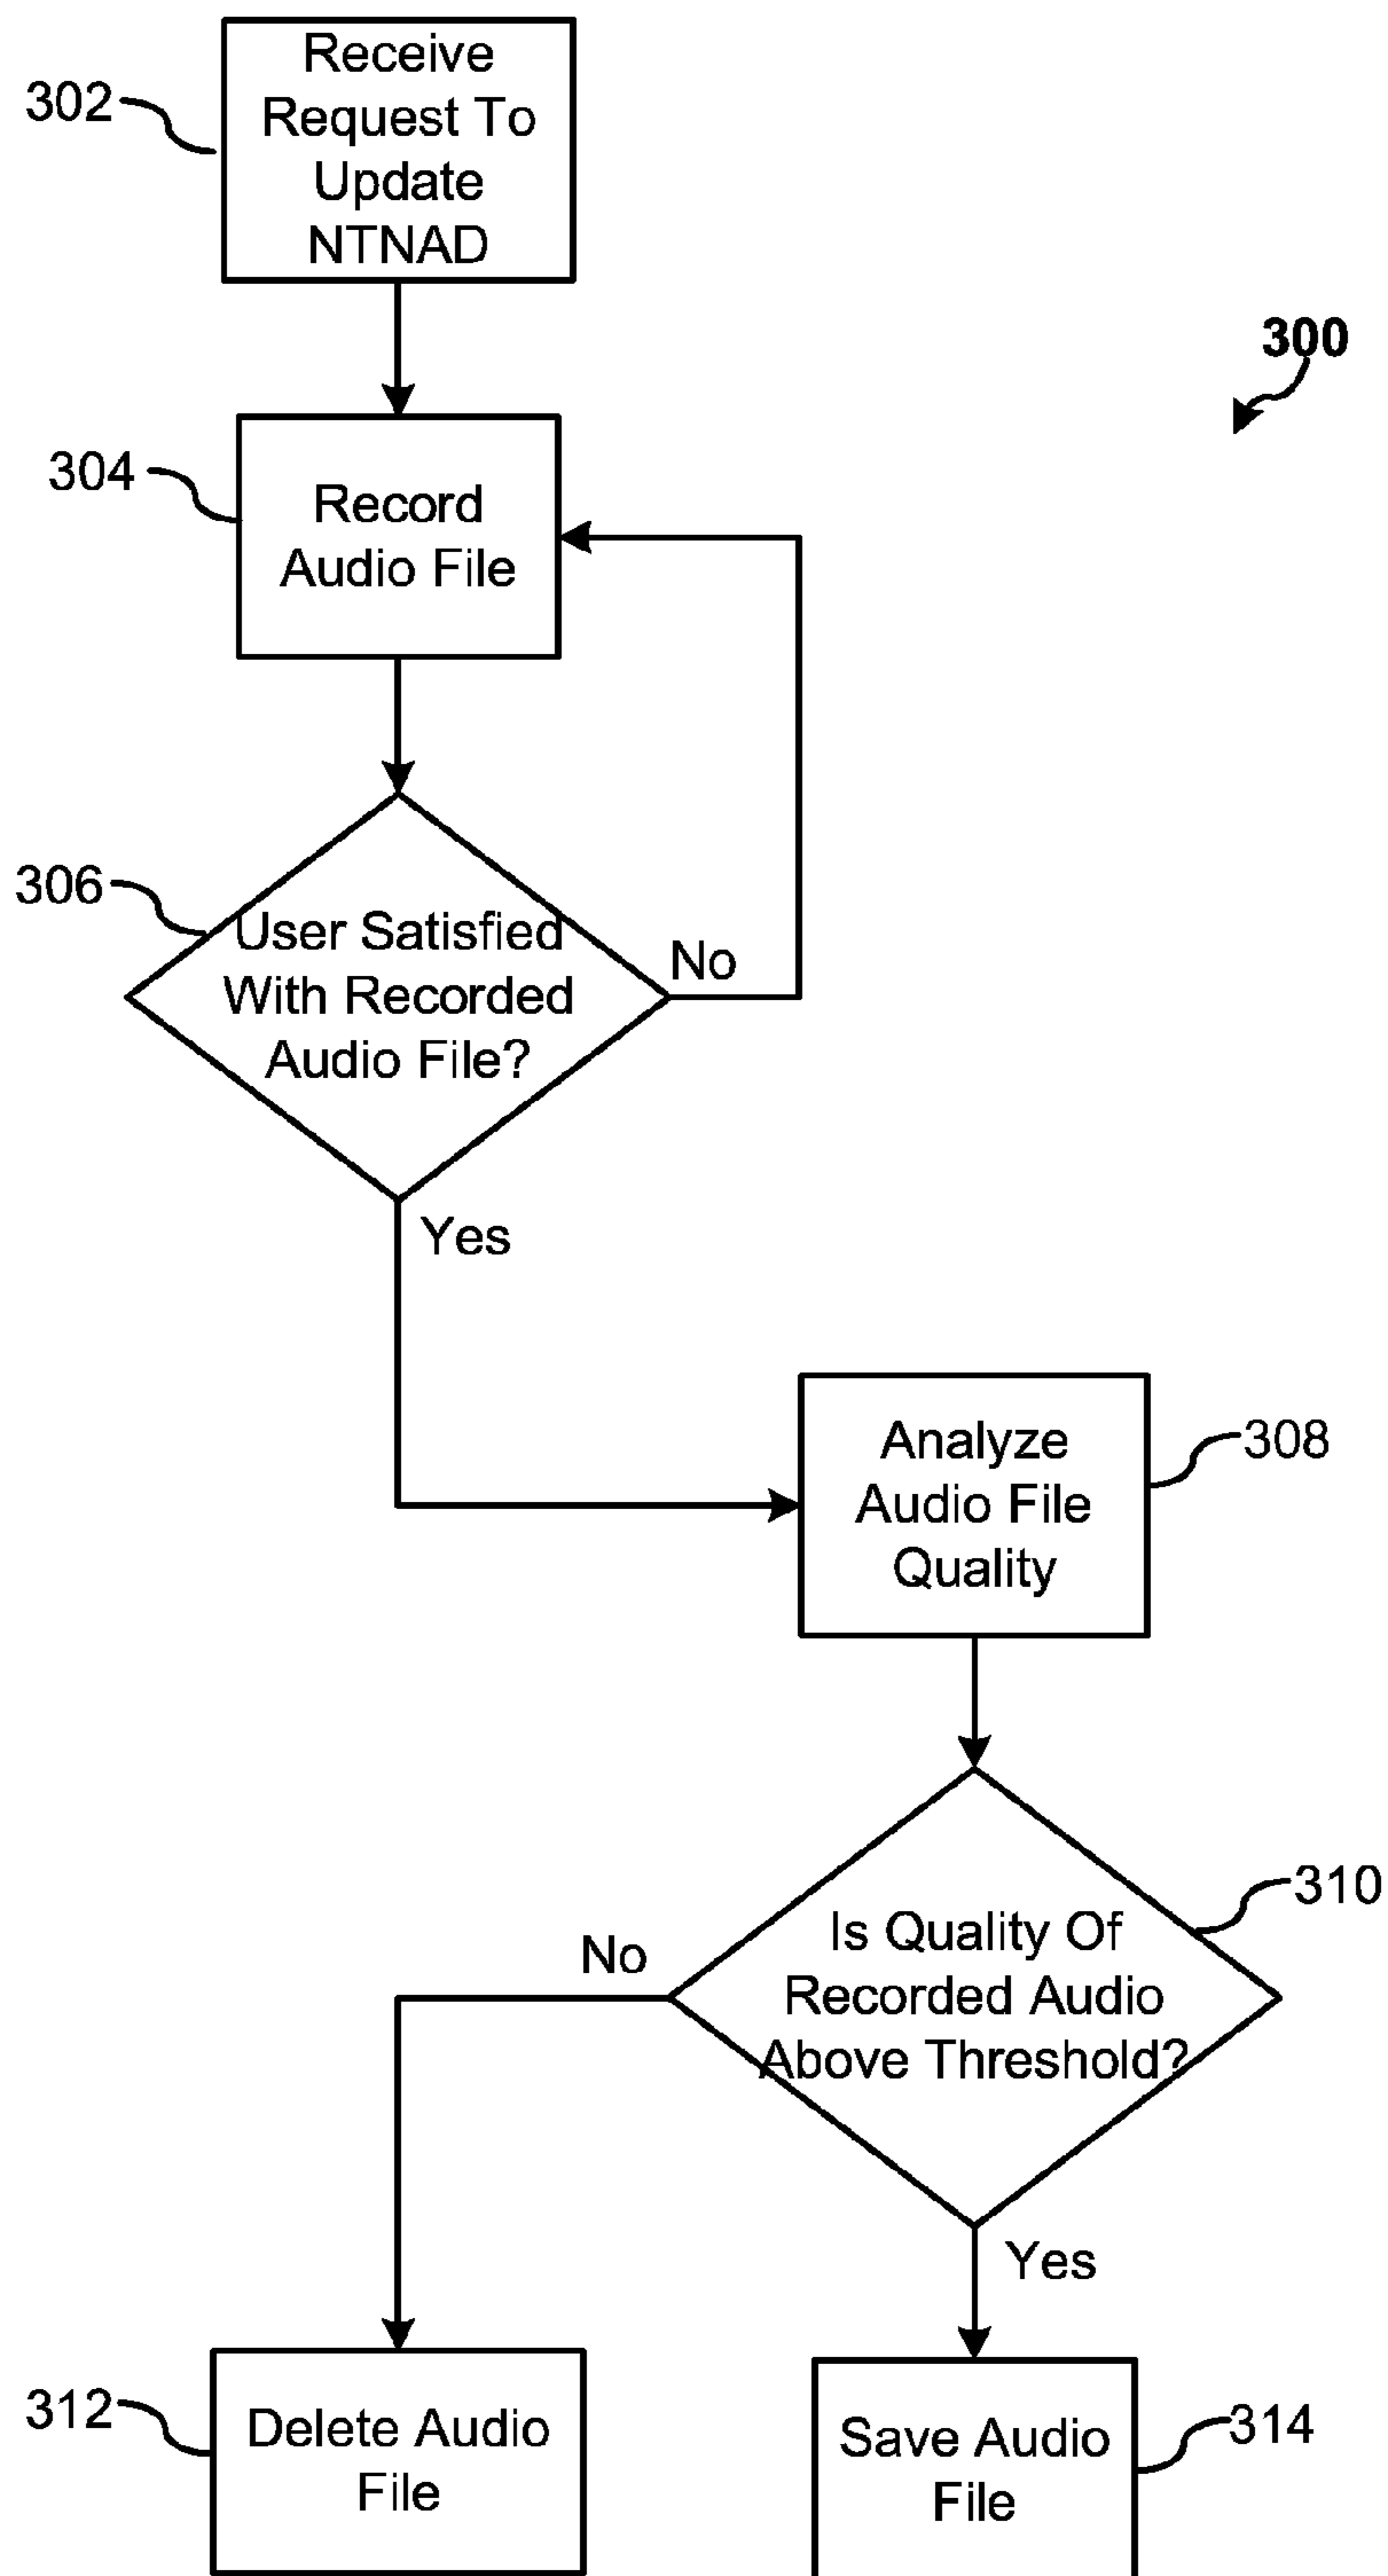 302
Receive
Request To
Update
NTNAD
300
304
Record
Audio File
306
User Satisfied
With Recorded
Audio File?
No
Yes
Analyze
Audio File
Quality
308
310
Is Quality Of
Recorded Audio
Above Threshold?
No
Yes
312
Delete Audio
File
Save Audio
File
314